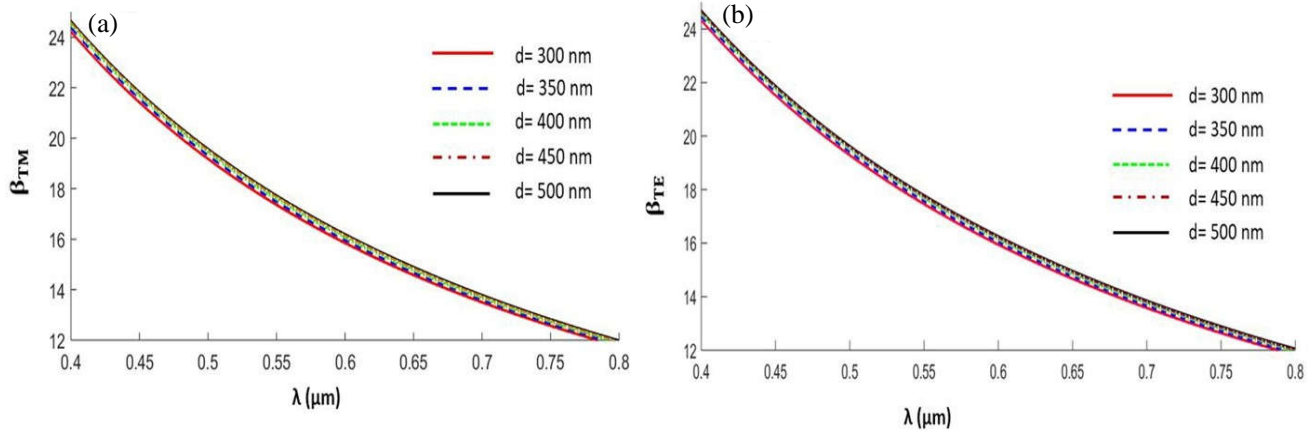 (a)
24
22
20
18
16
14
12
βTM
d= 300 nm
d= 350 nm
d= 400 nm
d= 450 nm
d= 500 nm
0.4 0.45 0.5 0.55 0.6 0.65 0.7 0.75 0.8
λ (μm)
(b)
24
22
20
18
16
14
12
βTE
d= 300 nm
d= 350 nm
d= 400 nm
d= 450 nm
d= 500 nm
0.4 0.45 0.5 0.55 0.6 0.65 0.7 0.75 0.8
λ (μm)